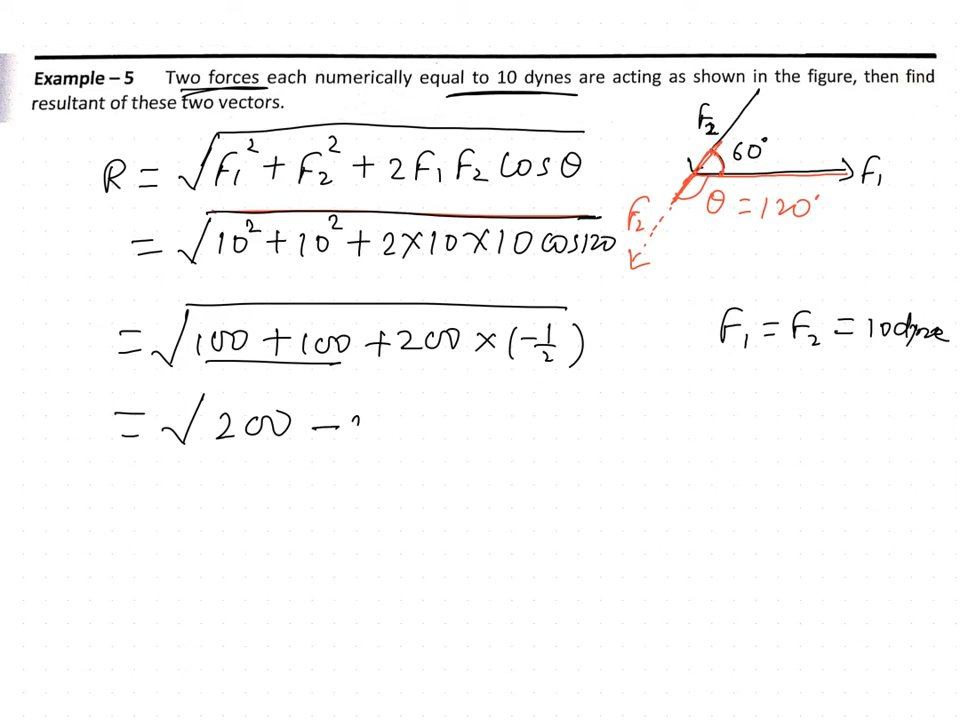 Example – 5 Two forces each numerically equal to 10 dynes are acting as shown in the figure, then find
resultant of these two vectors.
R = √F₁² + F₂² + 2F₁F₂ cosθ
= √10² + 10² + 2×10×10 cos120
= √100 + 100 + 200 × (-1/2)
= √200 –
F₂
60°
F₁
θ = 120°
F₂
F₁ = F₂ = 10dyne